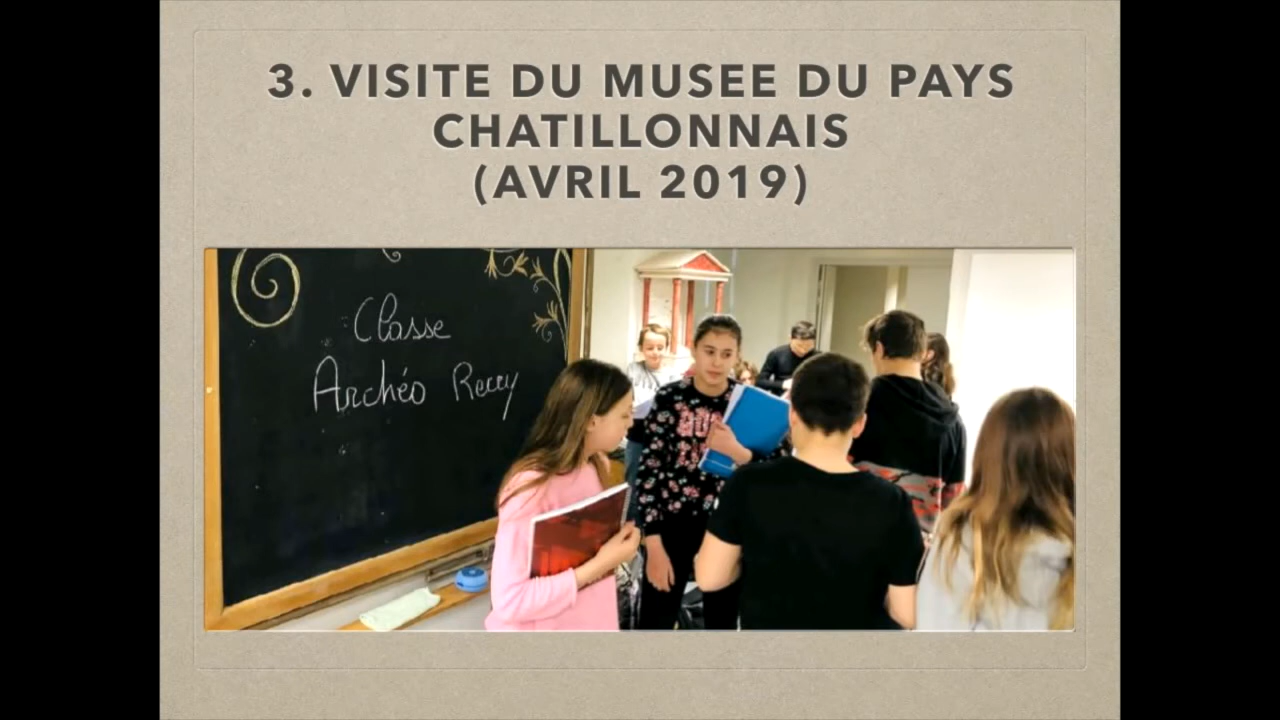 3. VISITE DU MUSEE DU PAYS
CHATILLONNAIS
(AVRIL 2019)
Classe
Archéo Recey